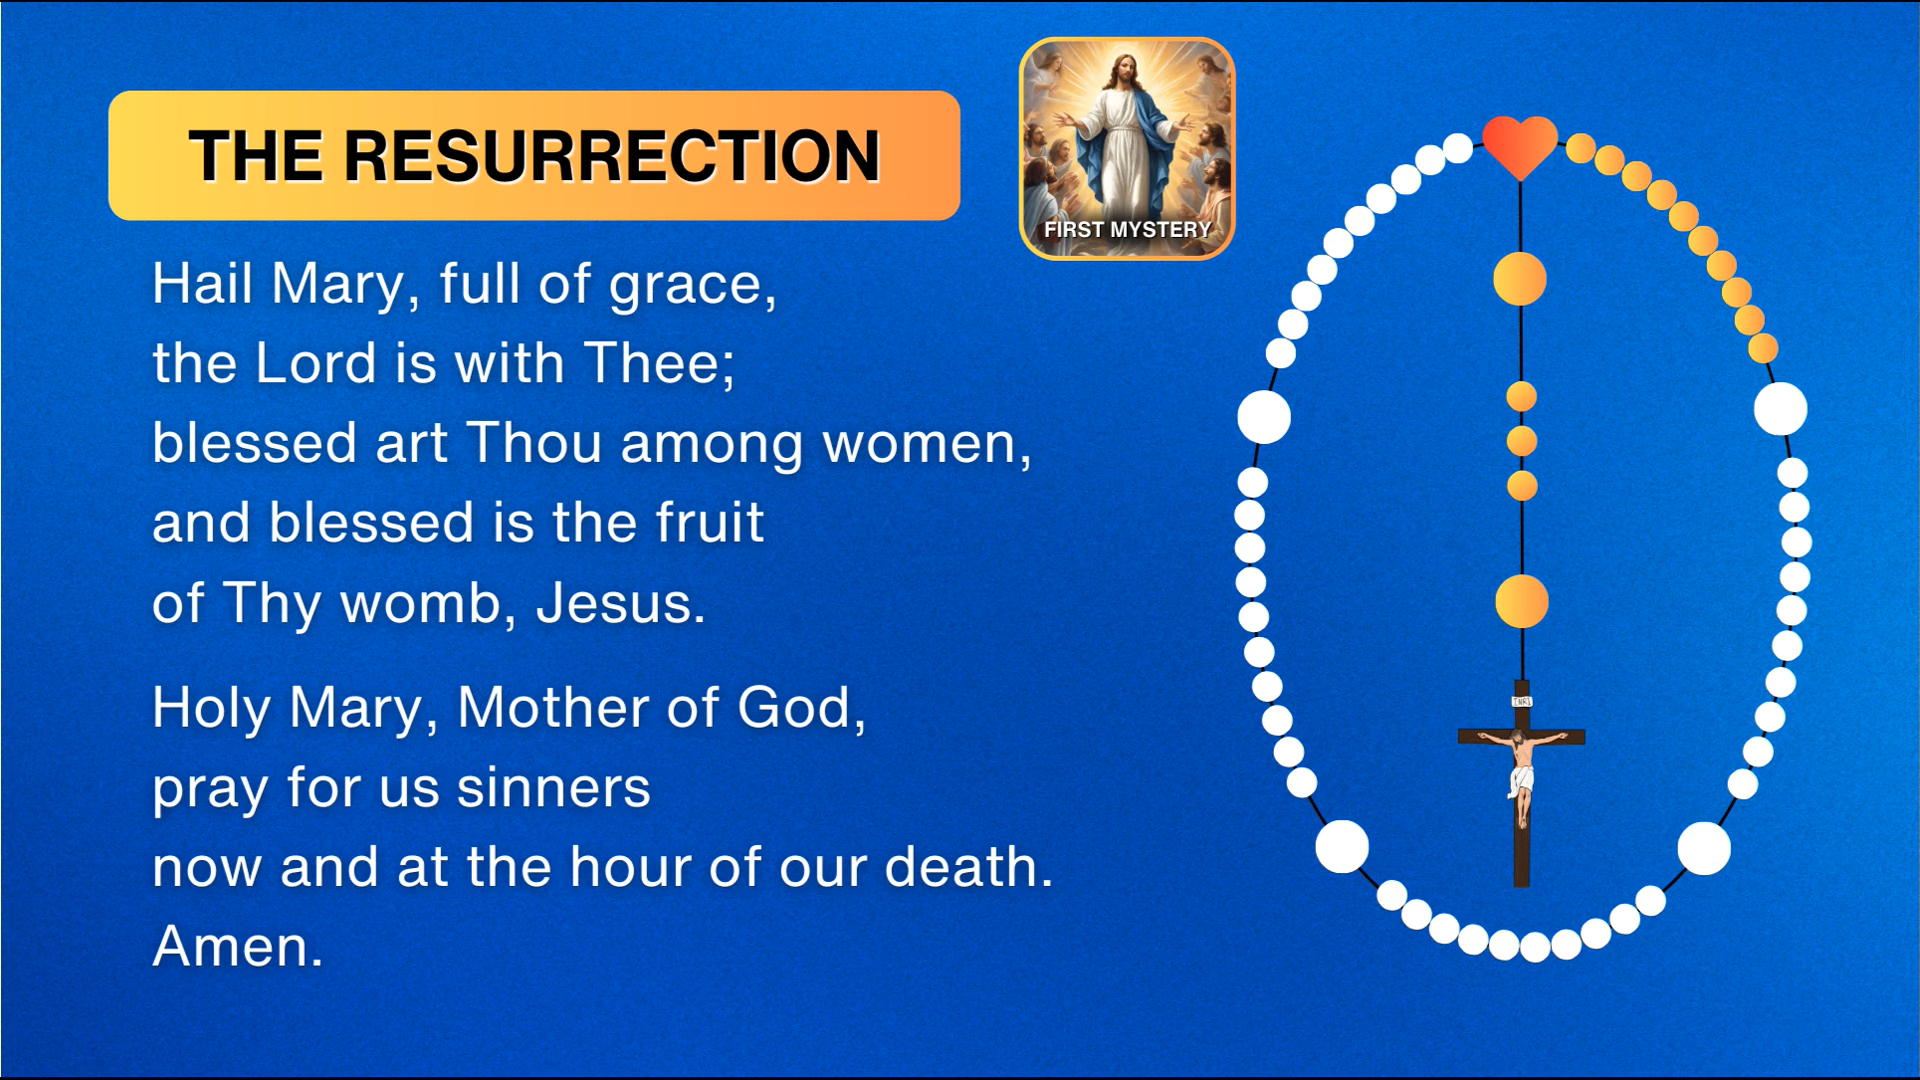 THE RESURRECTION
FIRST MYSTERY
Hail Mary, full of grace,
the Lord is with Thee;
blessed art Thou among women,
and blessed is the fruit
of Thy womb, Jesus.
Holy Mary, Mother of God,
pray for us sinners
now and at the hour of our death.
Amen.
INRI